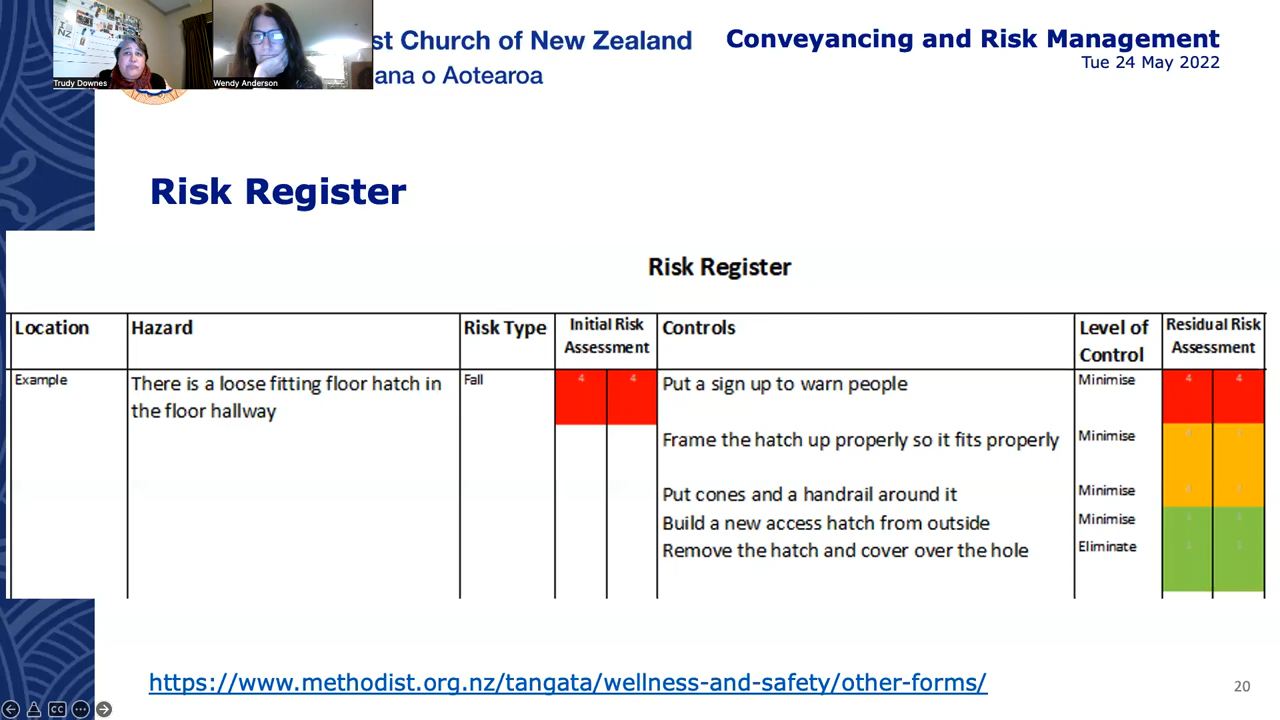 Trudy Downes
Wendy Anderson
st Church of New Zealand
ana o Aotearoa
Conveyancing and Risk Management
Tue 24 May 2022
Risk Register
Risk Register
Location
Hazard
Risk Type
Initial Risk
Assessment
Controls
Level of
Control
Residual Risk
Assessment
Example
There is a loose fitting floor hatch in
the floor hallway
Fall
4 4
Put a sign up to warn people
Minimise
4 4
Frame the hatch up properly so it fits properly
Minimise
Put cones and a handrail around it
Minimise
Build a new access hatch from outside
Minimise
Remove the hatch and cover over the hole
Eliminate
https://www.methodist.org.nz/tangata/wellness-and-safety/other-forms/
20
CC